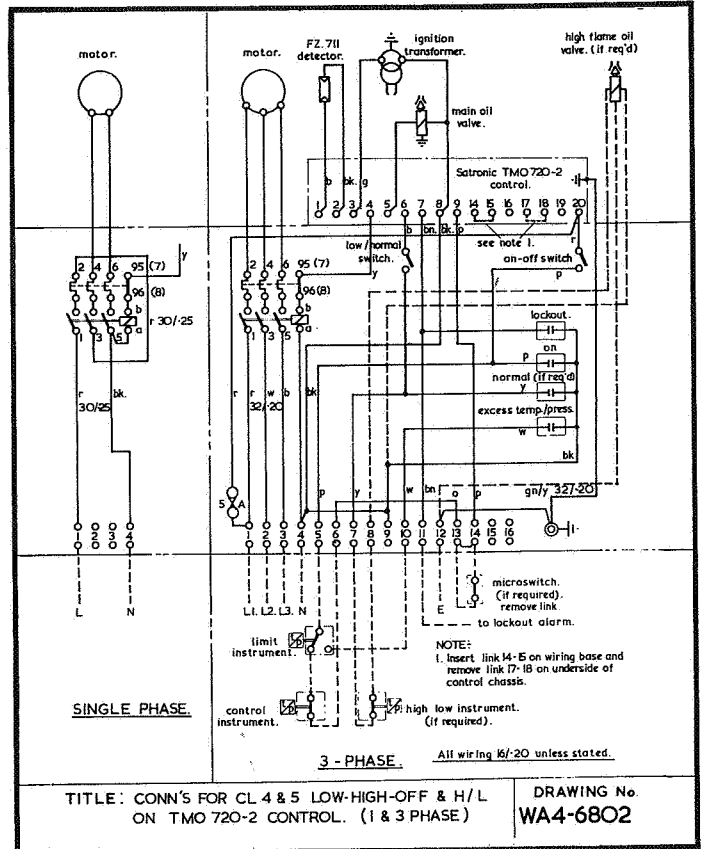 motor.
motor.
FZ.711
detector.
ignition
transformer.
high flame oil
valve. (if req'd)
main oil
valve.
Satronic TMO720-2
control.
b bk. g
1 2 3 4 5 6 7 8 9 14 15 16 17 18 19 20
b bn. bk. p
see note 1.
low/normal
switch.
on-off switch
r
p
y
2 4 6 95(7)
96(8)
b
a
1 3 5
r 30/.25
r
bk.
30/.25
2 4 6 95(7)
y
96(8)
b
a
1 3 5
r r w b bk
32/.20
lockout.
on
p
normal (if req'd)
y
excess temp./press.
w
bk
gn/y 32/.20
5 A
p y w bn o p
1 2 3 4
1 2 3 4 5 6 7 8 9 10 11 12 13 14 15 16
L N
L1. L2. L3. N
E
microswitch.
(if required).
remove link.
to lockout alarm.
limit
instrument.
control
instrument.
high low instrument.
(if required).
NOTE:
1. Insert link 14-15 on wiring base and
remove link 17-18 on underside of
control chassis.
SINGLE PHASE.
3-PHASE.
All wiring 16/.20 unless stated.
TITLE: CONN'S FOR CL 4 & 5 LOW-HIGH-OFF & H/L
ON TMO 720-2 CONTROL. (1 & 3 PHASE)
DRAWING No.
WA4-6802